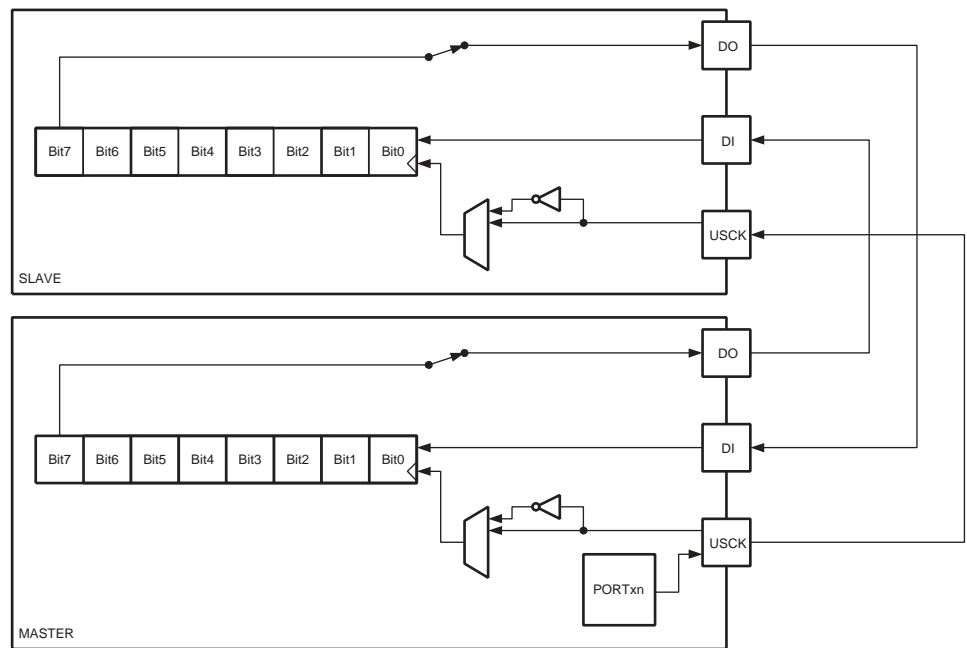 DO
Bit7 Bit6 Bit5 Bit4 Bit3 Bit2 Bit1 Bit0
DI
USCK
SLAVE
DO
Bit7 Bit6 Bit5 Bit4 Bit3 Bit2 Bit1 Bit0
DI
USCK
PORTxn
MASTER